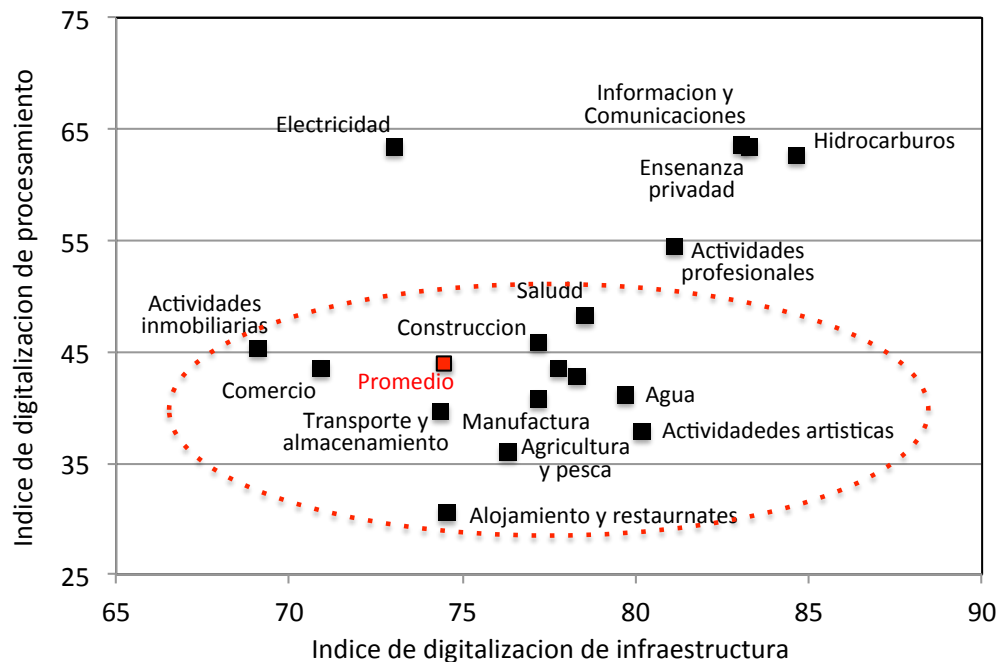 Indice de digitalizacion de procesamiento
75
65
55
45
35
25
Informacion y
Comunicaciones
Electricidad
Hidrocarburos
Ensenanza
privadad
Actividades
profesionales
Saludd
Actividades
inmobiliarias
Construccion
Promedio
Comercio
Agua
Transporte y
almacenamiento
Manufactura
Actividadedes artisticas
Agricultura
y pesca
Alojamiento y restaurnates
65
70
75
80
85
90
Indice de digitalizacion de infraestructura